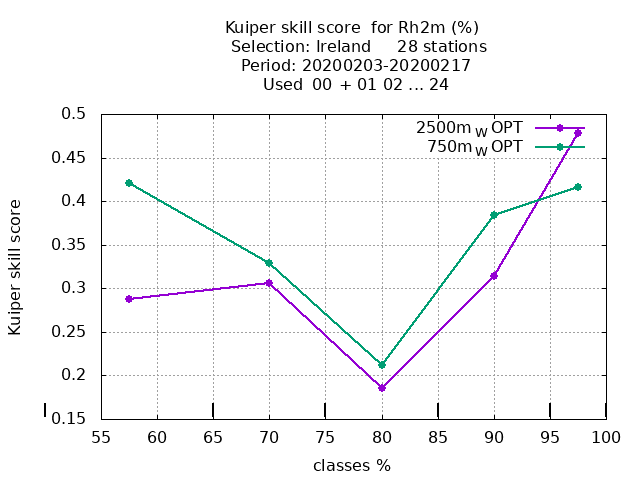 Kuiper skill score for Rh2m (%)
Selection: Ireland 28 stations
Period: 20200203-20200217
Used 00 + 01 02 ... 24
2500m W OPT
750m W OPT
0.5
0.45
0.4
0.35
0.3
0.25
0.2
0.15
Kuiper skill score
55 60 65 70 75 80 85 90 95 100
classes %